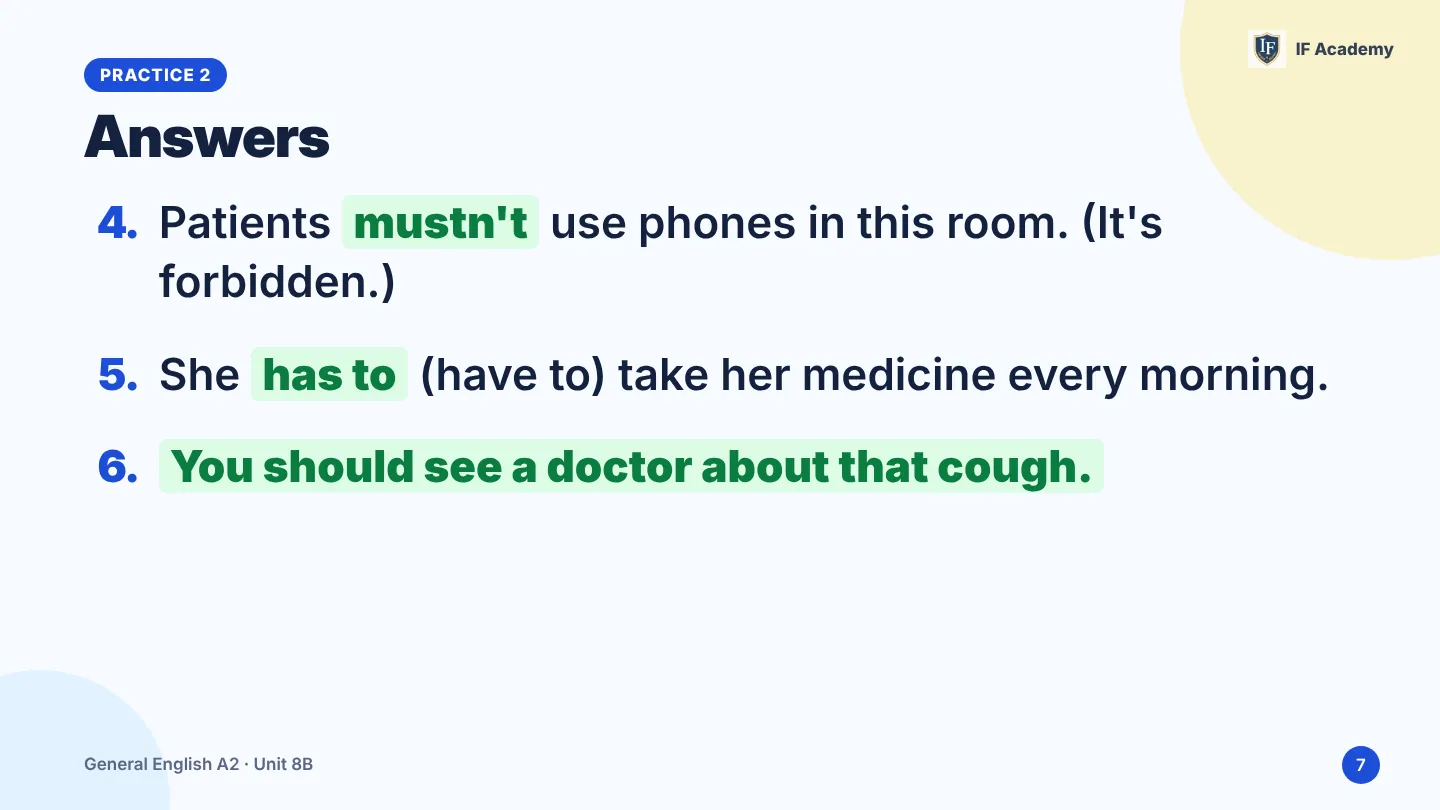 IF Academy
PRACTICE 2
Answers
4. Patients mustn't use phones in this room. (It's
forbidden.)
5. She has to (have to) take her medicine every morning.
6. You should see a doctor about that cough.
General English A2 · Unit 8B
7